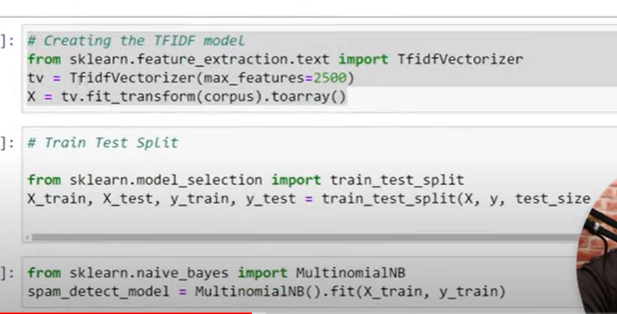 ]: # Creating the TFIDF model
from sklearn.feature_extraction.text import TfidfVectorizer
tv = TfidfVectorizer(max_features=2500)
X = tv.fit_transform(corpus).toarray()
]: # Train Test Split
from sklearn.model_selection import train_test_split
X_train, X_test, y_train, y_test = train_test_split(X, y, test_size
]: from sklearn.naive_bayes import MultinomialNB
spam_detect_model = MultinomialNB().fit(X_train, y_train)